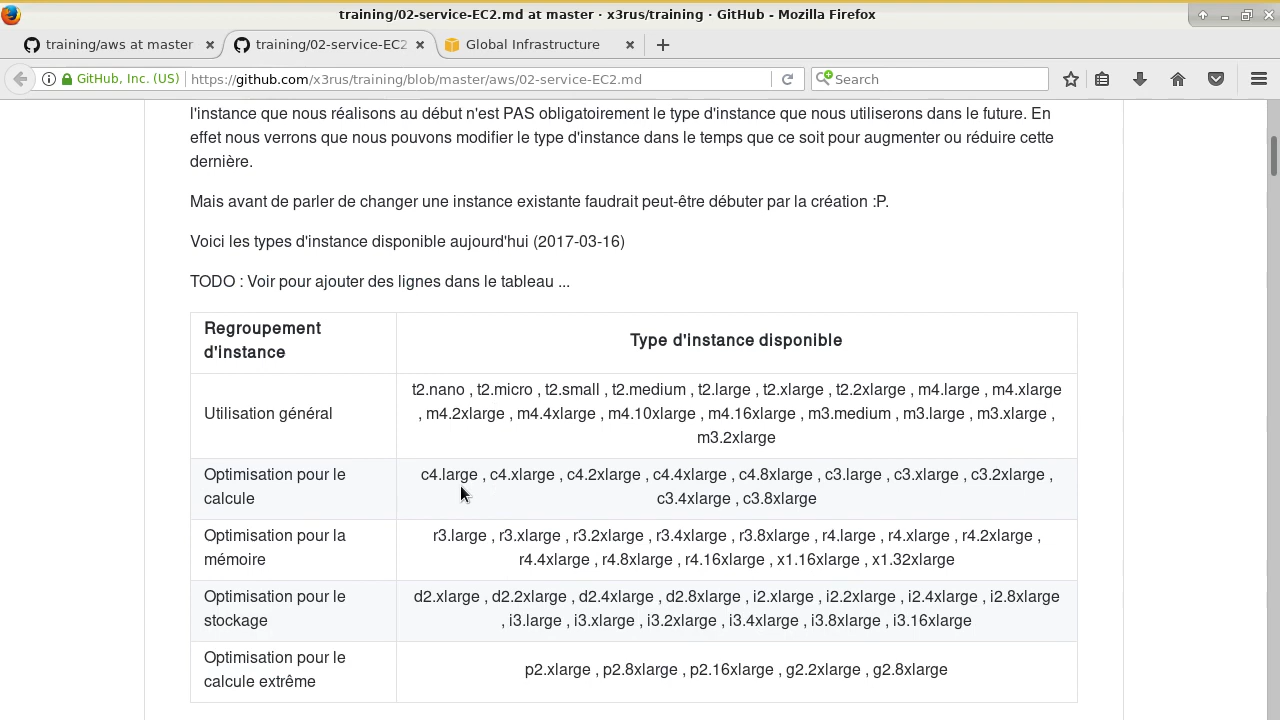 training/02-service-EC2.md at master · x3rus/training · GitHub - Mozilla Firefox
training/aws at master
training/02-service-EC2
Global Infrastructure
GitHub, Inc. (US)
https://github.com/x3rus/training/blob/master/aws/02-service-EC2.md
Search
l'instance que nous réalisons au début n'est PAS obligatoirement le type d'instance que nous utiliserons dans le future. En
effet nous verrons que nous pouvons modifier le type d'instance dans le temps que ce soit pour augmenter ou réduire cette
dernière.
Mais avant de parler de changer une instance existante faudrait peut-être débuter par la création :P.
Voici les types d'instance disponible aujourd'hui (2017-03-16)
TODO : Voir pour ajouter des lignes dans le tableau ...
Regroupement
d'instance
Type d'instance disponible
Utilisation général
t2.nano , t2.micro , t2.small , t2.medium , t2.large , t2.xlarge , t2.2xlarge , m4.large , m4.xlarge
, m4.2xlarge , m4.4xlarge , m4.10xlarge , m4.16xlarge , m3.medium , m3.large , m3.xlarge ,
m3.2xlarge
Optimisation pour le
calcule
c4.large , c4.xlarge , c4.2xlarge , c4.4xlarge , c4.8xlarge , c3.large , c3.xlarge , c3.2xlarge ,
c3.4xlarge , c3.8xlarge
Optimisation pour la
mémoire
r3.large , r3.xlarge , r3.2xlarge , r3.4xlarge , r3.8xlarge , r4.large , r4.xlarge , r4.2xlarge ,
r4.4xlarge , r4.8xlarge , r4.16xlarge , x1.16xlarge , x1.32xlarge
Optimisation pour le
stockage
d2.xlarge , d2.2xlarge , d2.4xlarge , d2.8xlarge , i2.xlarge , i2.2xlarge , i2.4xlarge , i2.8xlarge
, i3.large , i3.xlarge , i3.2xlarge , i3.4xlarge , i3.8xlarge , i3.16xlarge
Optimisation pour le
calcule extrême
p2.xlarge , p2.8xlarge , p2.16xlarge , g2.2xlarge , g2.8xlarge